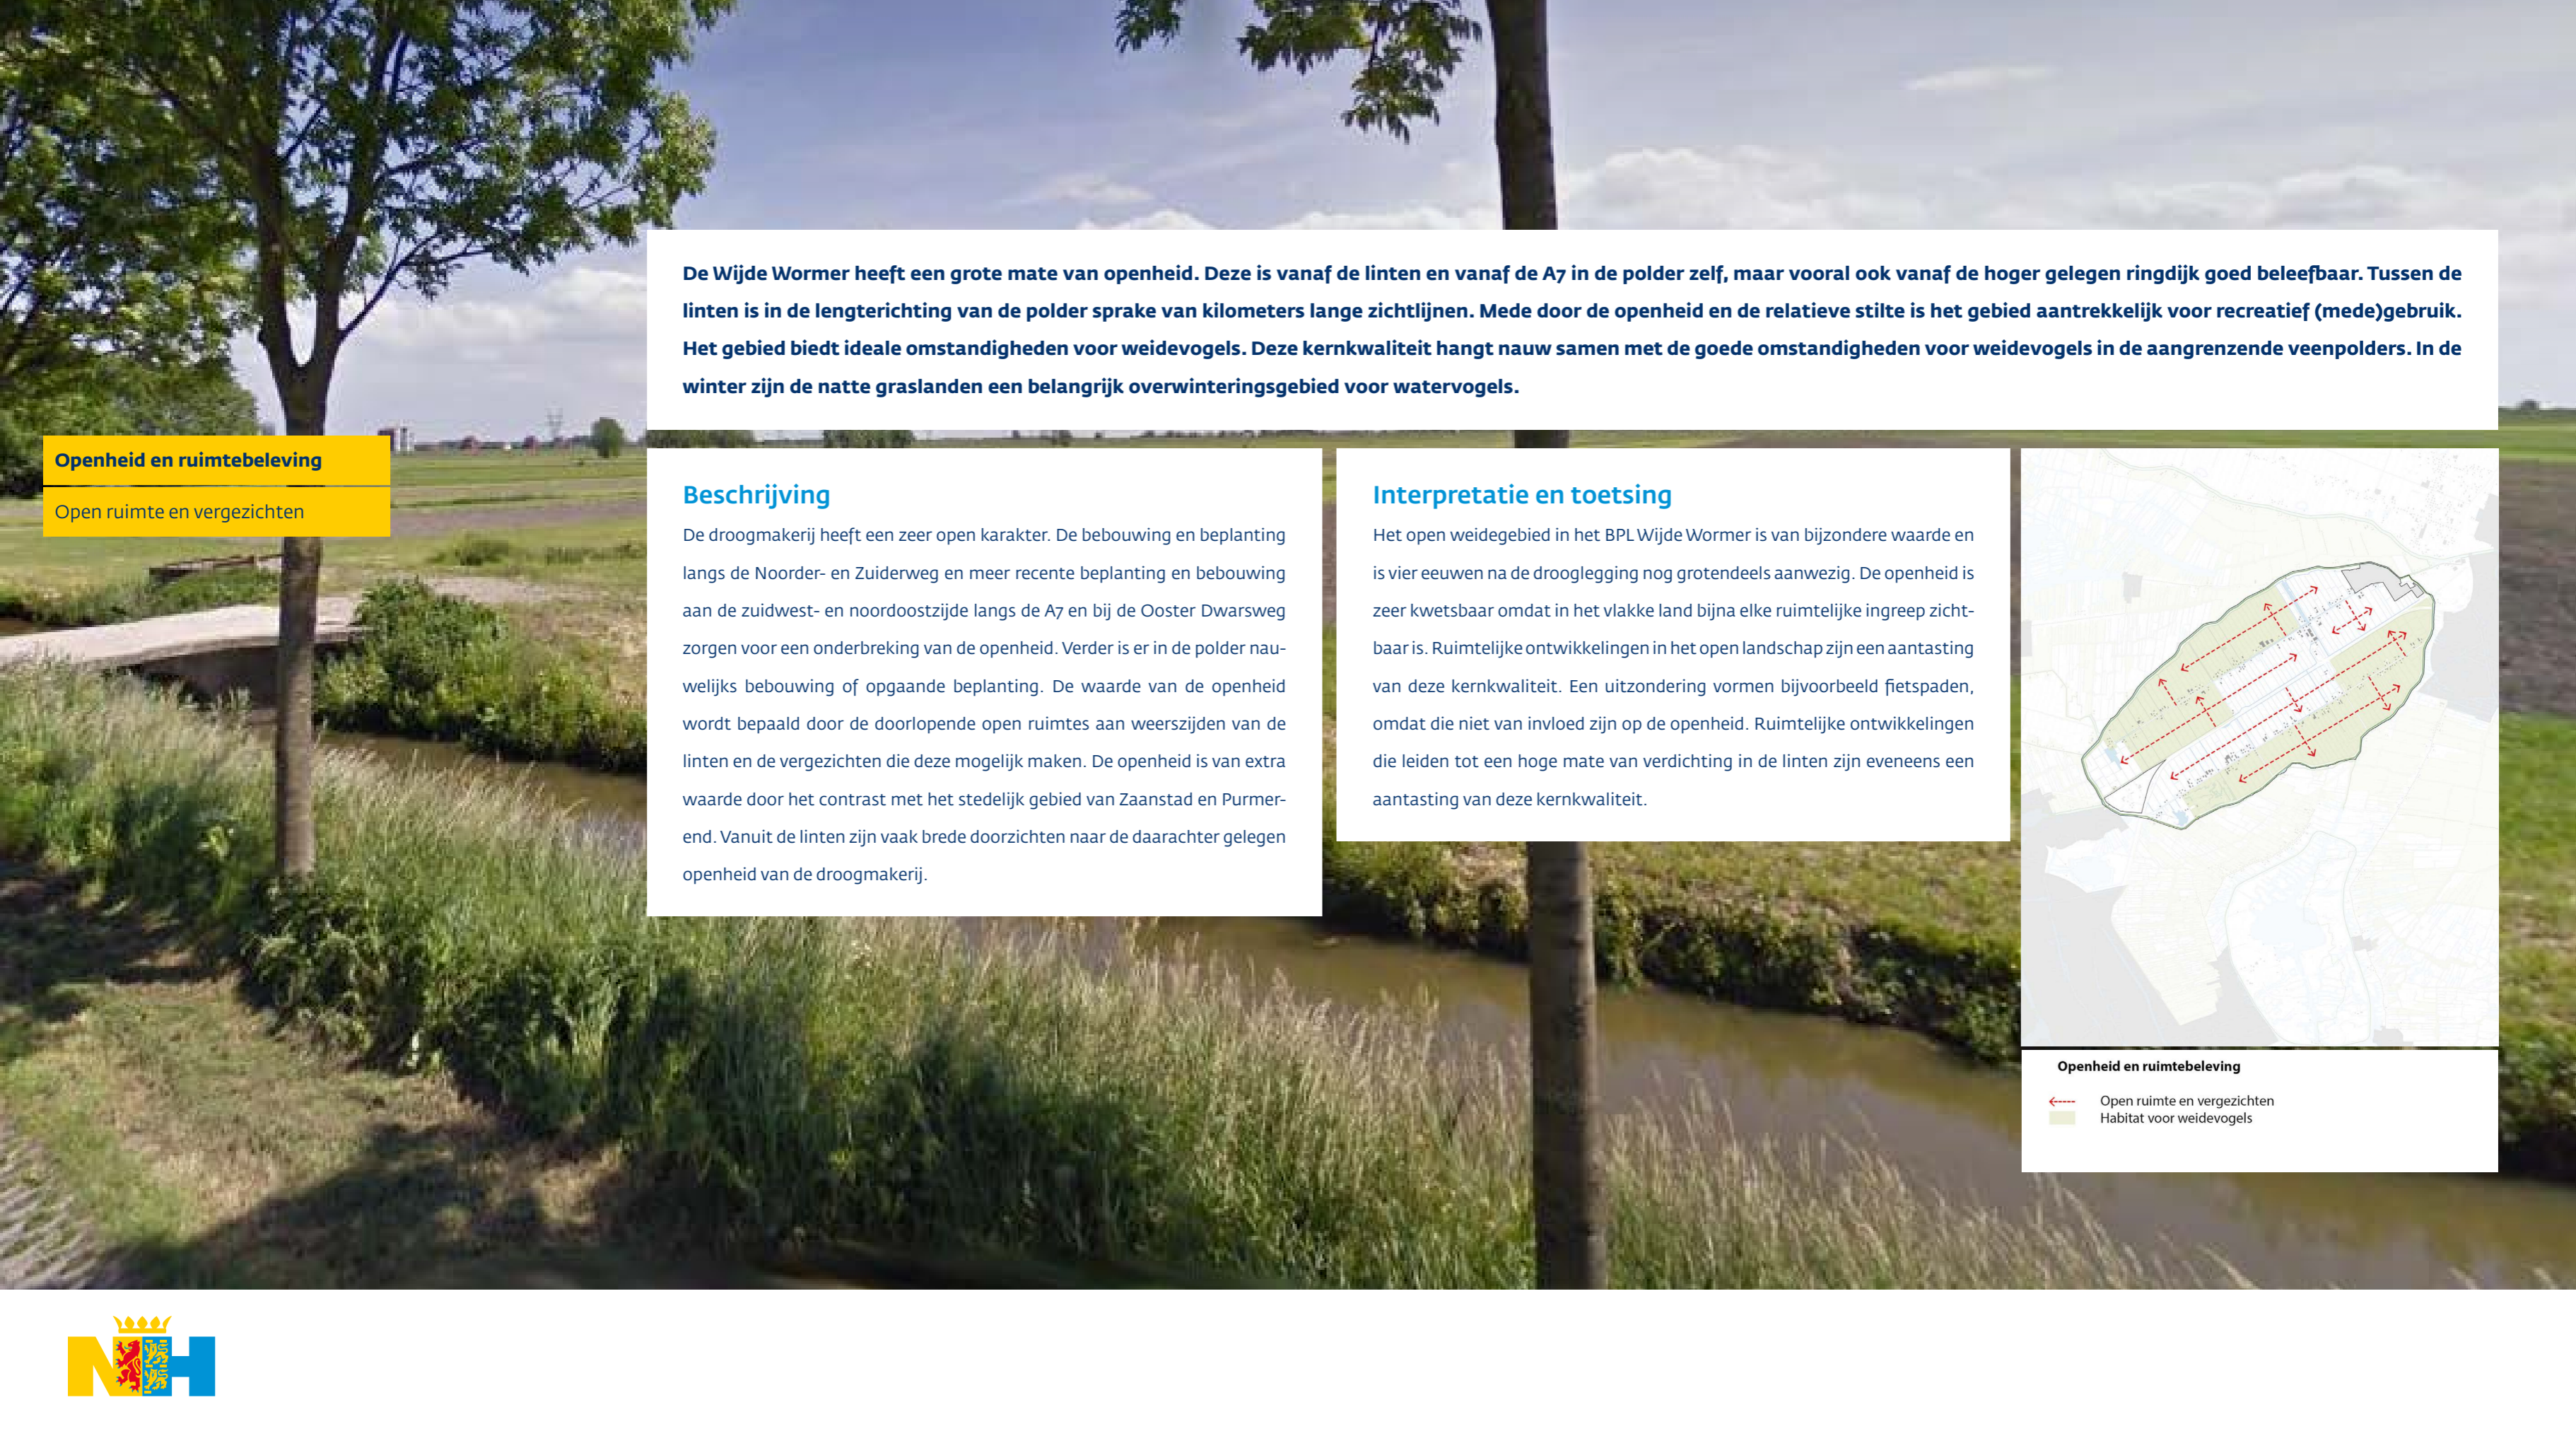 De Wijde Wormer heeft een grote mate van openheid. Deze is vanaf de linten en vanaf de A7 in de polder zelf, maar vooral ook vanaf de hoger gelegen ringdijk goed beleefbaar. Tussen de
linten is in de lengterichting van de polder sprake van kilometers lange zichtlijnen. Mede door de openheid en de relatieve stilte is het gebied aantrekkelijk voor recreatief (mede)gebruik.
Het gebied biedt ideale omstandigheden voor weidevogels. Deze kernkwaliteit hangt nauw samen met de goede omstandigheden voor weidevogels in de aangrenzende veenpolders. In de
winter zijn de natte graslanden een belangrijk overwinteringsgebied voor watervogels.
Openheid en ruimtebeleving
Open ruimte en vergezichten
Beschrijving
De droogmakerij heeft een zeer open karakter. De bebouwing en beplanting
langs de Noorder- en Zuiderweg en meer recente beplanting en bebouwing
aan de zuidwest- en noordoostzijde langs de A7 en bij de Ooster Dwarsweg
zorgen voor een onderbreking van de openheid. Verder is er in de polder nau-
welijks bebouwing of opgaande beplanting. De waarde van de openheid
wordt bepaald door de doorlopende open ruimtes aan weerszijden van de
linten en de vergezichten die deze mogelijk maken. De openheid is van extra
waarde door het contrast met het stedelijk gebied van Zaanstad en Purmer-
end. Vanuit de linten zijn vaak brede doorzichten naar de daarachter gelegen
openheid van de droogmakerij.
Interpretatie en toetsing
Het open weidegebied in het BPL Wijde Wormer is van bijzondere waarde en
is vier eeuwen na de drooglegging nog grotendeels aanwezig. De openheid is
zeer kwetsbaar omdat in het vlakke land bijna elke ruimtelijke ingreep zicht-
baar is. Ruimtelijke ontwikkelingen in het open landschap zijn een aantasting
van deze kernkwaliteit. Een uitzondering vormen bijvoorbeeld fietspaden,
omdat die niet van invloed zijn op de openheid. Ruimtelijke ontwikkelingen
die leiden tot een hoge mate van verdichting in de linten zijn eveneens een
aantasting van deze kernkwaliteit.
Openheid en ruimtebeleving
Open ruimte en vergezichten
Habitat voor weidevogels
NH